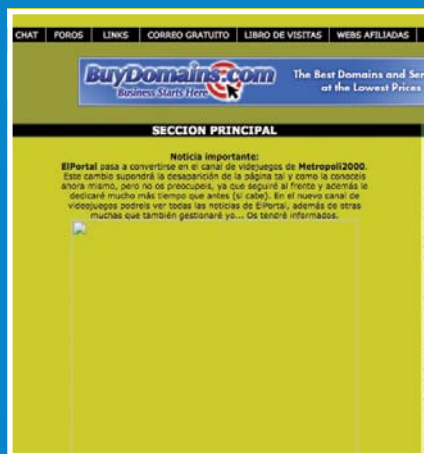 CHAT FOROS LINKS CORREO GRATUITO LIBRO DE VISITAS WEBS AFILIADAS
BuyDomains.com
Business Starts Here
The Best Domains and Ser
at the Lowest Prices
SECCION PRINCIPAL
Noticia importante:
ElPortal pasa a convertirse en el canal de videjuegos de Metropoli2000.
Este cambio supondrá la desaparición de la página tal y como la conoceis
ahora mismo, pero no os preocupeis, ya que seguiré al frente y además le
dedicaré mucho más tiempo que antes (si cabe). En el nuevo canal de
videojuegos podreis ver todas las noticias de ElPortal, además de otras
muchas que también gestionaré yo... Os tendré informados.